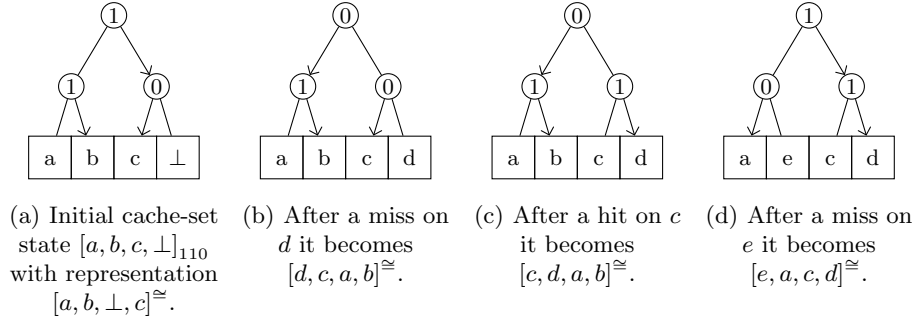 1
0
0
1
1
0
1
0
1
1
0
1
a b c ⊥
a b c d
a b c d
a e c d
(a) Initial cache-set
state [a, b, c, ⊥]₁₁₀
with representation
[a, b, ⊥, c]≅.
(b) After a miss on
d it becomes
[d, c, a, b]≅.
(c) After a hit on c
it becomes
[c, d, a, b]≅.
(d) After a miss on
e it becomes
[e, a, c, d]≅.